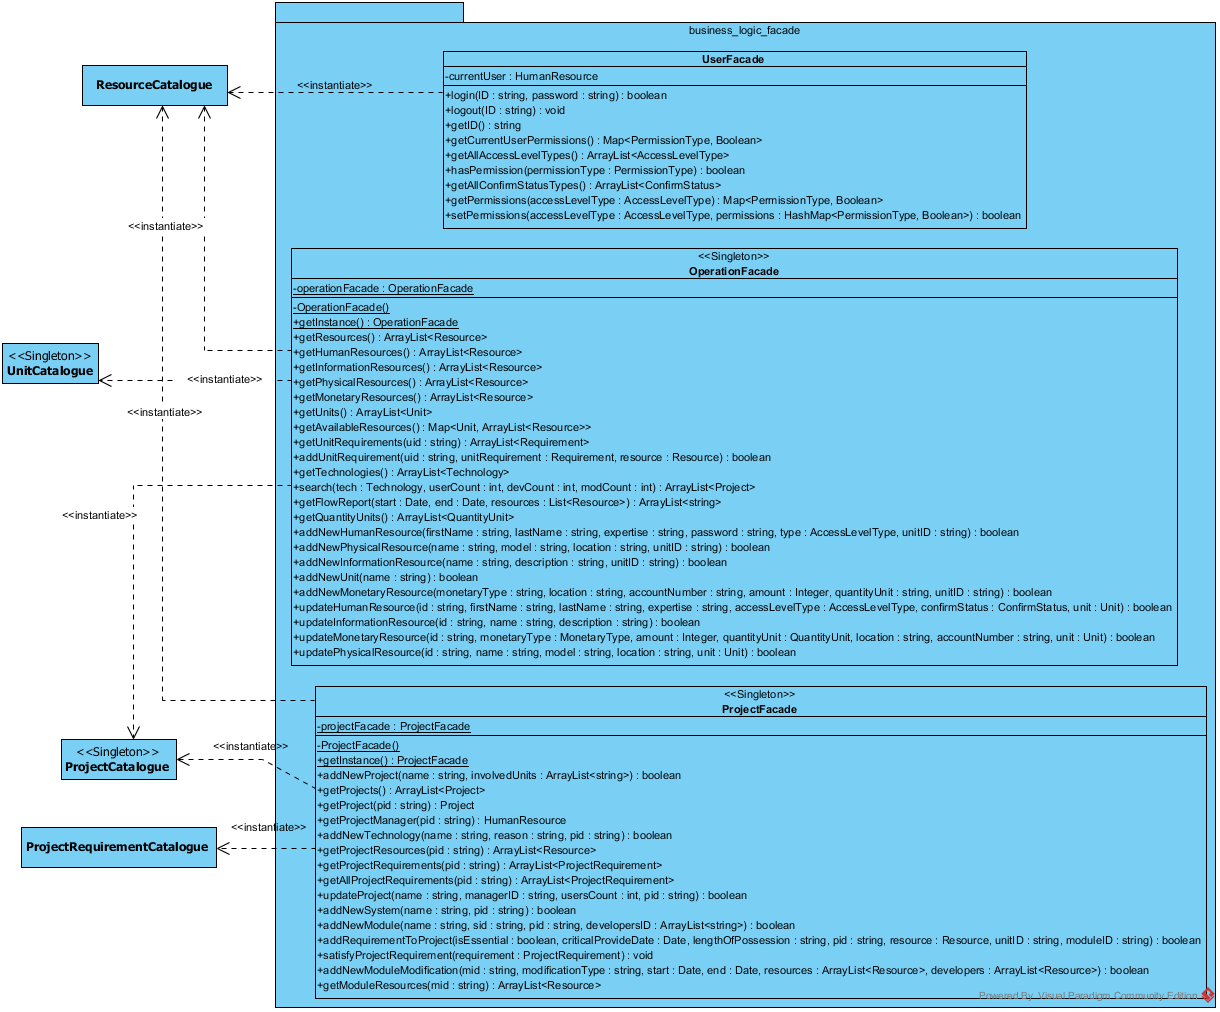 business_logic_facade
UserFacade
-currentUser : HumanResource
+login(ID : string, password : string) : boolean
+logout(ID : string) : void
+getID() : string
+getCurrentUserPermissions() : Map<PermissionType, Boolean>
+getAllAccessLevelTypes() : ArrayList<AccessLevelType>
+hasPermission(permissionType : PermissionType) : boolean
+getAllConfirmStatusTypes() : ArrayList<ConfirmStatus>
+getPermissions(accessLevelType : AccessLevelType) : Map<PermissionType, Boolean>
+setPermissions(accessLevelType : AccessLevelType, permissions : HashMap<PermissionType, Boolean>) : boolean
ResourceCatalogue
<<instantiate>>
<<instantiate>>
<<Singleton>>
OperationFacade
-operationFacade : OperationFacade
-OperationFacade()
+getInstance() : OperationFacade
+getResources() : ArrayList<Resource>
+getHumanResources() : ArrayList<Resource>
+getInformationResources() : ArrayList<Resource>
+getPhysicalResources() : ArrayList<Resource>
+getMonetaryResources() : ArrayList<Resource>
+getUnits() : ArrayList<Unit>
+getAvailableResources() : Map<Unit, ArrayList<Resource>>
+getUnitRequirements(uid : string) : ArrayList<Requirement>
+addUnitRequirement(uid : string, unitRequirement : Requirement, resource : Resource) : boolean
+getTechnologies() : ArrayList<Technology>
+search(tech : Technology, userCount : int, devCount : int, modCount : int) : ArrayList<Project>
+getFlowReport(start : Date, end : Date, resources : List<Resource>) : ArrayList<string>
+getQuantityUnits() : ArrayList<QuantityUnit>
+addNewHumanResource(firstName : string, lastName : string, expertise : string, password : string, type : AccessLevelType, unitID : string) : boolean
+addNewPhysicalResource(name : string, model : string, location : string, unitID : string) : boolean
+addNewInformationResource(name : string, description : string, unitID : string) : boolean
+addNewUnit(name : string) : boolean
+addNewMonetaryResource(monetaryType : string, location : string, accountNumber : string, amount : Integer, quantityUnit : string, unitID : string) : boolean
+updateHumanResource(id : string, firstName : string, lastName : string, expertise : string, accessLevelType : AccessLevelType, confirmStatus : ConfirmStatus, unit : Unit) : boolean
+updateInformationResource(id : string, name : string, description : string) : boolean
+updateMonetaryResource(id : string, monetaryType : MonetaryType, amount : Integer, quantityUnit : QuantityUnit, location : string, accountNumber : string, unit : Unit) : boolean
+updatePhysicalResource(id : string, name : string, model : string, location : string, unit : Unit) : boolean
<<Singleton>>
UnitCatalogue
<<instantiate>>
<<instantiate>>
<<instantiate>>
<<Singleton>>
ProjectFacade
-projectFacade : ProjectFacade
-ProjectFacade()
+getInstance() : ProjectFacade
+addNewProject(name : string, involvedUnits : ArrayList<string>) : boolean
+getProjects() : ArrayList<Project>
+getProject(pid : string) : Project
+getProjectManager(pid : string) : HumanResource
+addNewTechnology(name : string, reason : string, pid : string) : boolean
+getProjectResources(pid : string) : ArrayList<Resource>
+getProjectRequirements(pid : string) : ArrayList<ProjectRequirement>
+getAllProjectRequirements(pid : string) : ArrayList<ProjectRequirement>
+updateProject(name : string, managerID : string, usersCount : int, pid : string) : boolean
+addNewSystem(name : string, pid : string) : boolean
+addNewModule(name : string, sid : string, pid : string, developersID : ArrayList<string>) : boolean
+addRequirementToProject(isEssential : boolean, criticalProvideDate : Date, lengthOfPossession : string, pid : string, resource : Resource, unitID : string, moduleID : string) : boolean
+satisfyProjectRequirement(requirement : ProjectRequirement) : void
+addNewModuleModification(mid : string, modificationType : string, start : Date, end : Date, resources : ArrayList<Resource>, developers : ArrayList<Resource>) : boolean
+getModuleResources(mid : string) : ArrayList<Resource>
<<Singleton>>
ProjectCatalogue
<<instantiate>>
<<instantiate>>
ProjectRequirementCatalogue
Powered By Visual Paradigm Community Edition